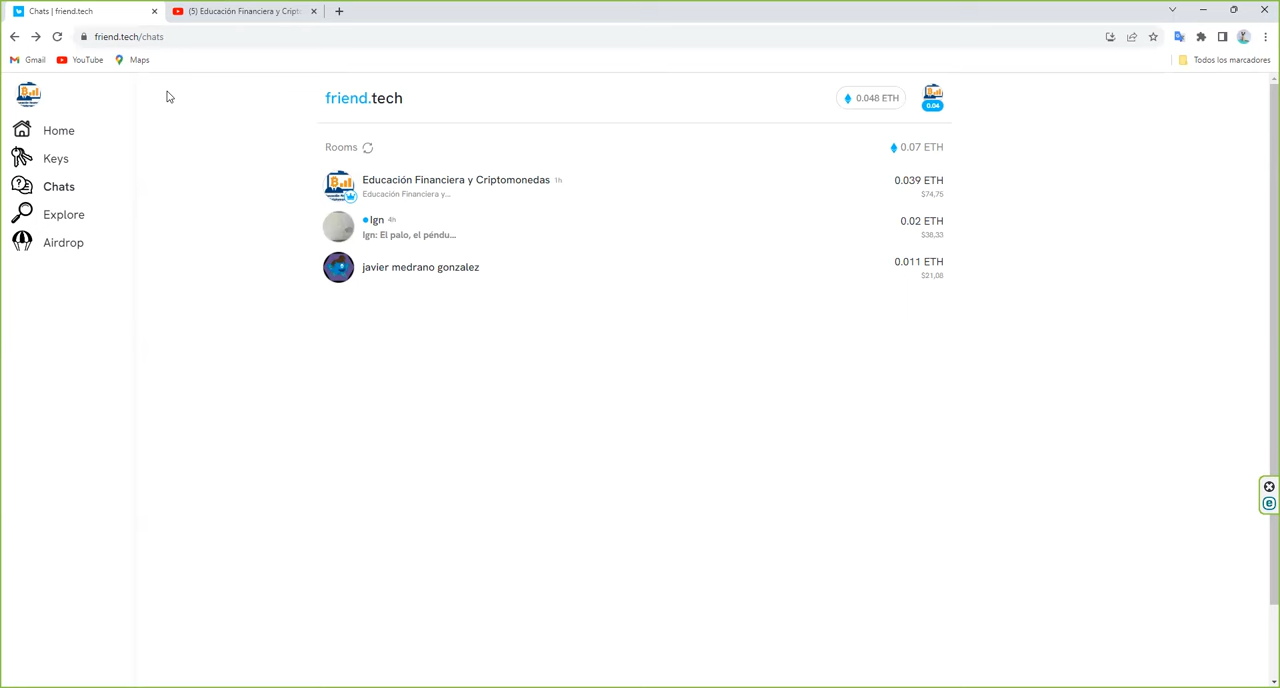 Chats | friend.tech
(5) Educación Financiera y Cripto
friend.tech/chats
Gmail
YouTube
Maps
Todos los marcadores
Home
Keys
Chats
Explore
Airdrop
friend.tech
0.048 ETH
0.04
Rooms
0.07 ETH
Educación Financiera y Criptomonedas 1h
0.039 ETH
Educación Financiera y...
$74,75
Ign 4h
0.02 ETH
Ign: El palo, el péndu...
$38,33
javier medrano gonzalez
0.011 ETH
$21,08